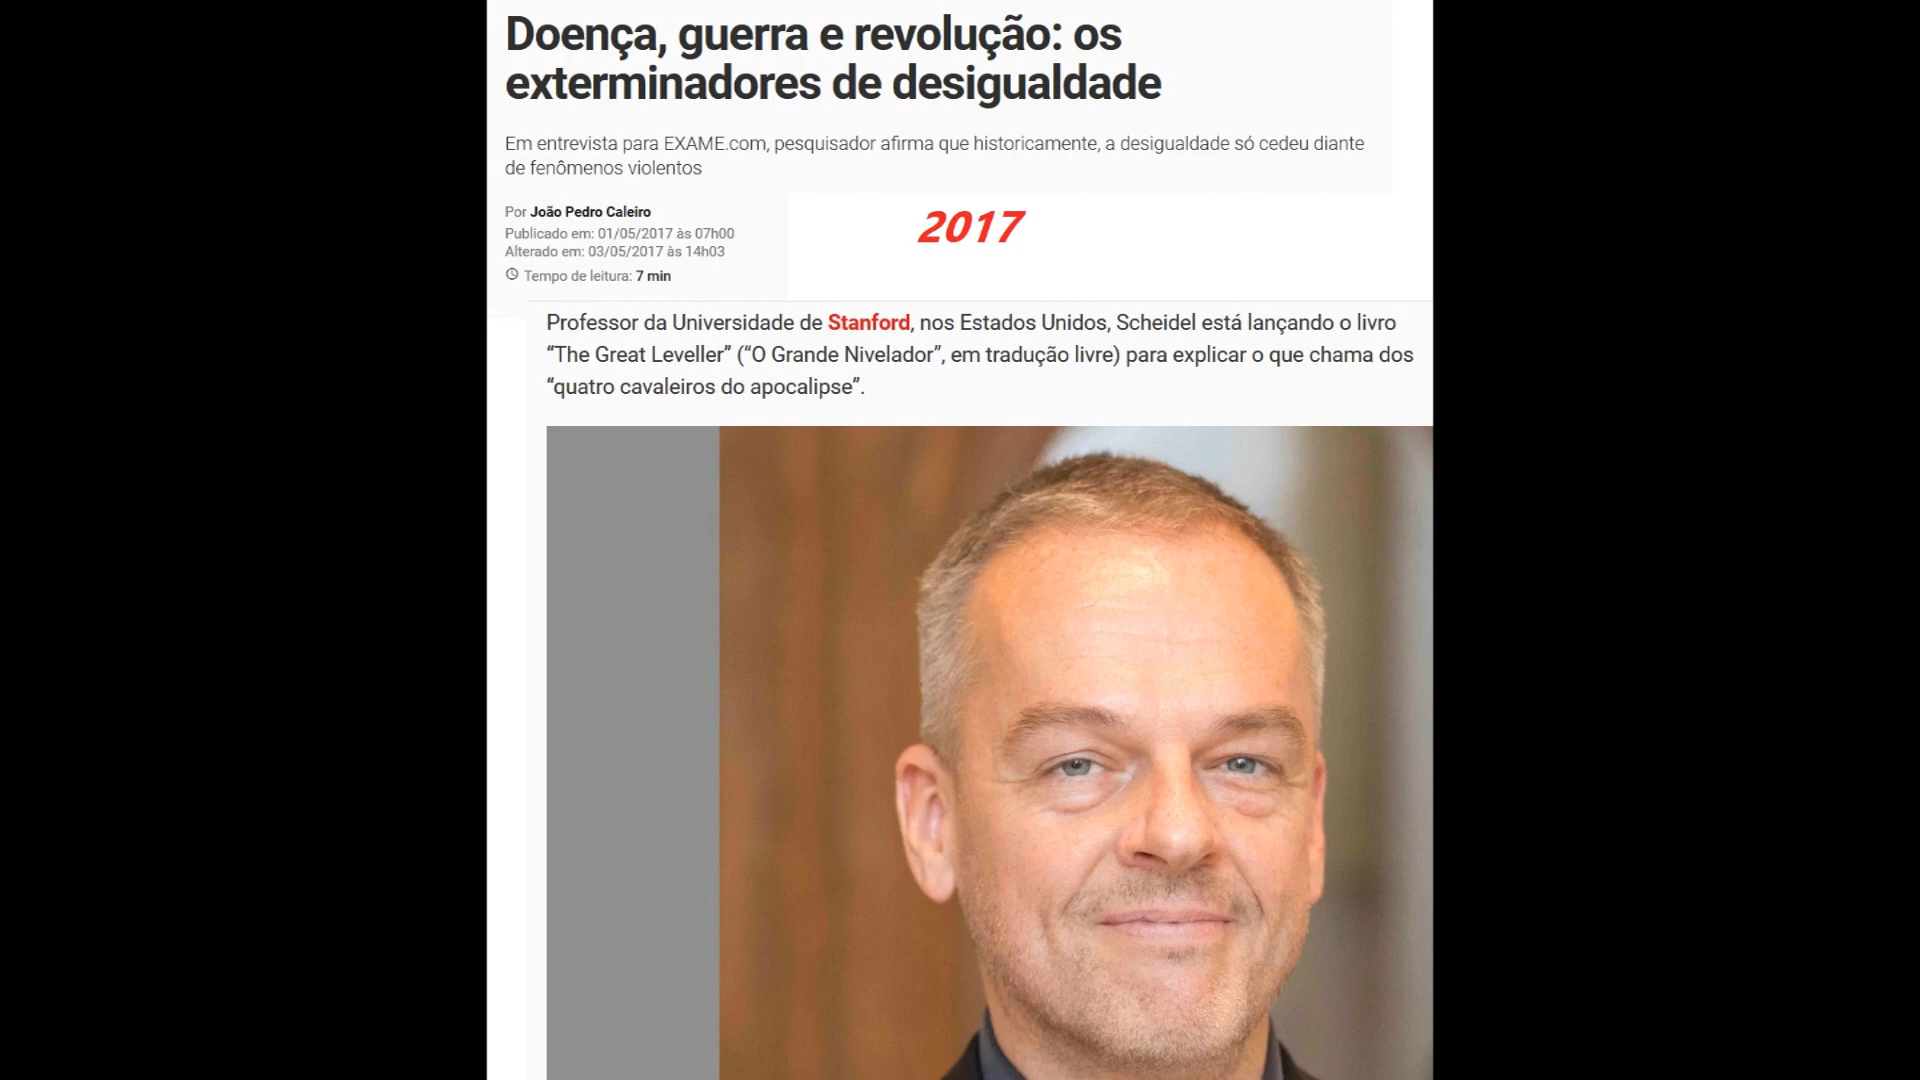 Doença, guerra e revolução: os
exterminadores de desigualdade
Em entrevista para EXAME.com, pesquisador afirma que historicamente, a desigualdade só cedeu diante
de fenômenos violentos
Por João Pedro Caleiro
Publicado em: 01/05/2017 às 07h00
Alterado em: 03/05/2017 às 14h03
Tempo de leitura: 7 min
2017
Professor da Universidade de Stanford, nos Estados Unidos, Scheidel está lançando o livro
“The Great Leveller” (“O Grande Nivelador”, em tradução livre) para explicar o que chama dos
“quatro cavaleiros do apocalipse”.